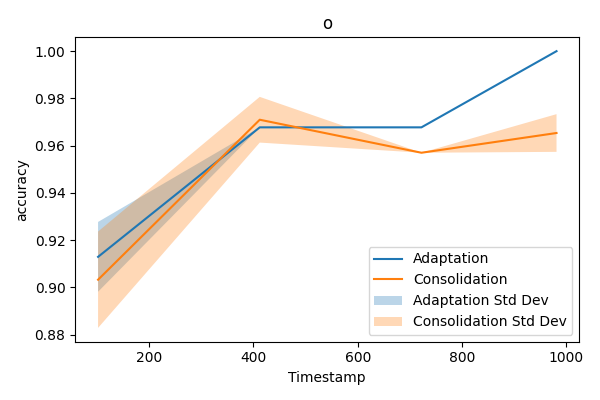 o
accuracy
1.00
0.98
0.96
0.94
0.92
0.90
0.88
Adaptation
Consolidation
Adaptation Std Dev
Consolidation Std Dev
200
400
600
800
1000
Timestamp